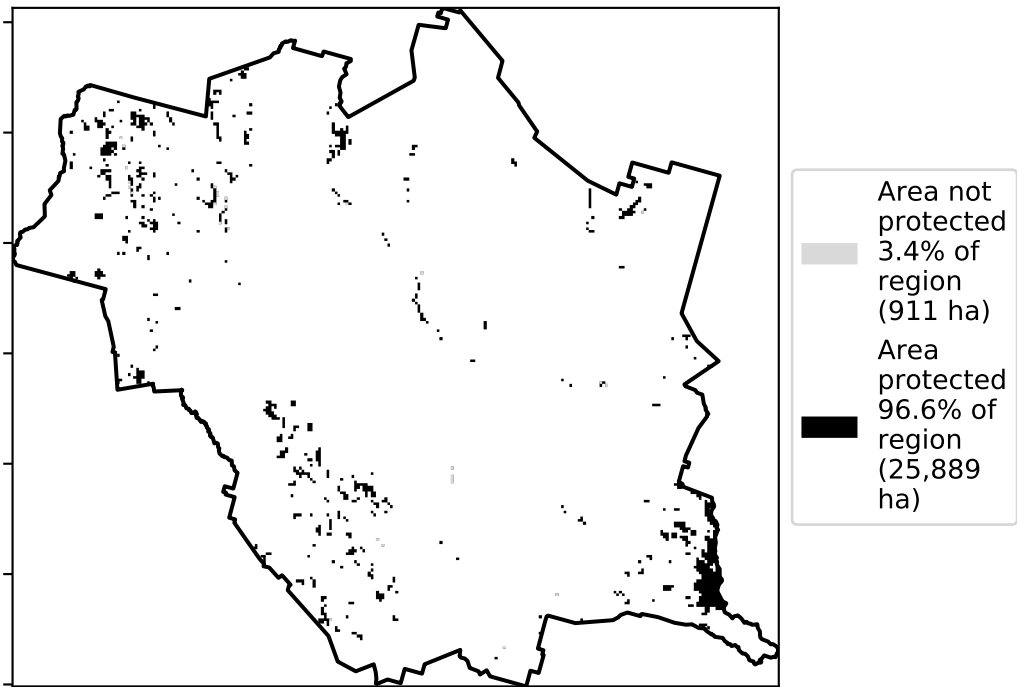 Area not
protected
3.4% of
region
(911 ha)
Area
protected
96.6% of
region
(25,889
ha)